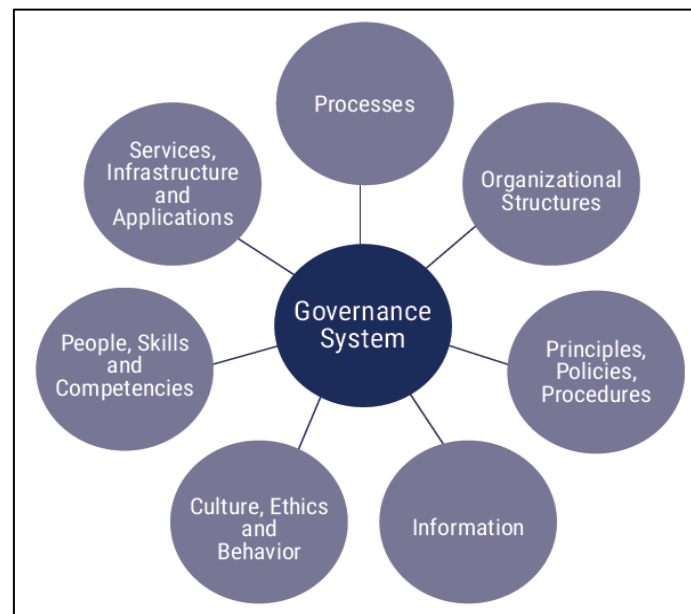 Processes
Services,
Infrastructure
and
Applications
Organizational
Structures
Governance
System
People, Skills
and
Competencies
Principles,
Policies,
Procedures
Culture, Ethics
and
Behavior
Information